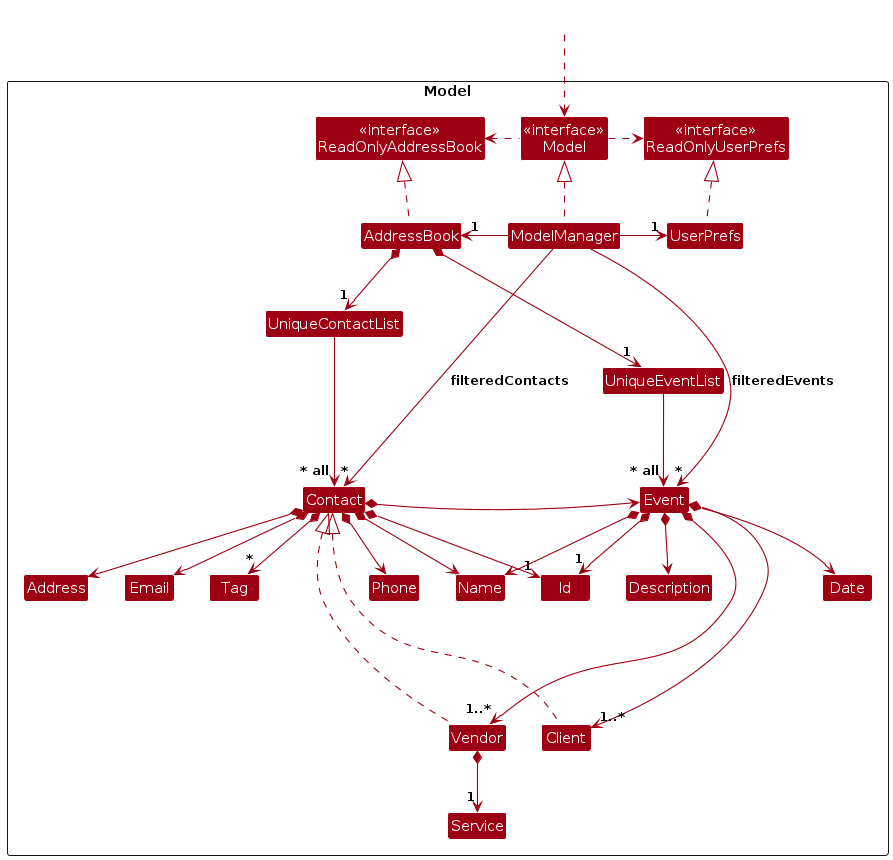 Model
«interface»
ReadOnlyAddressBook
«interface»
Model
«interface»
ReadOnlyUserPrefs
AddressBook
1
ModelManager
1
UserPrefs
1
UniqueContactList
1
UniqueEventList
filteredContacts
filteredEvents
* all
*
* all
*
Contact
Event
*
1
1
Address
Email
Tag
Phone
Name
Id
Description
Date
1..*
1..*
Vendor
Client
1
Service